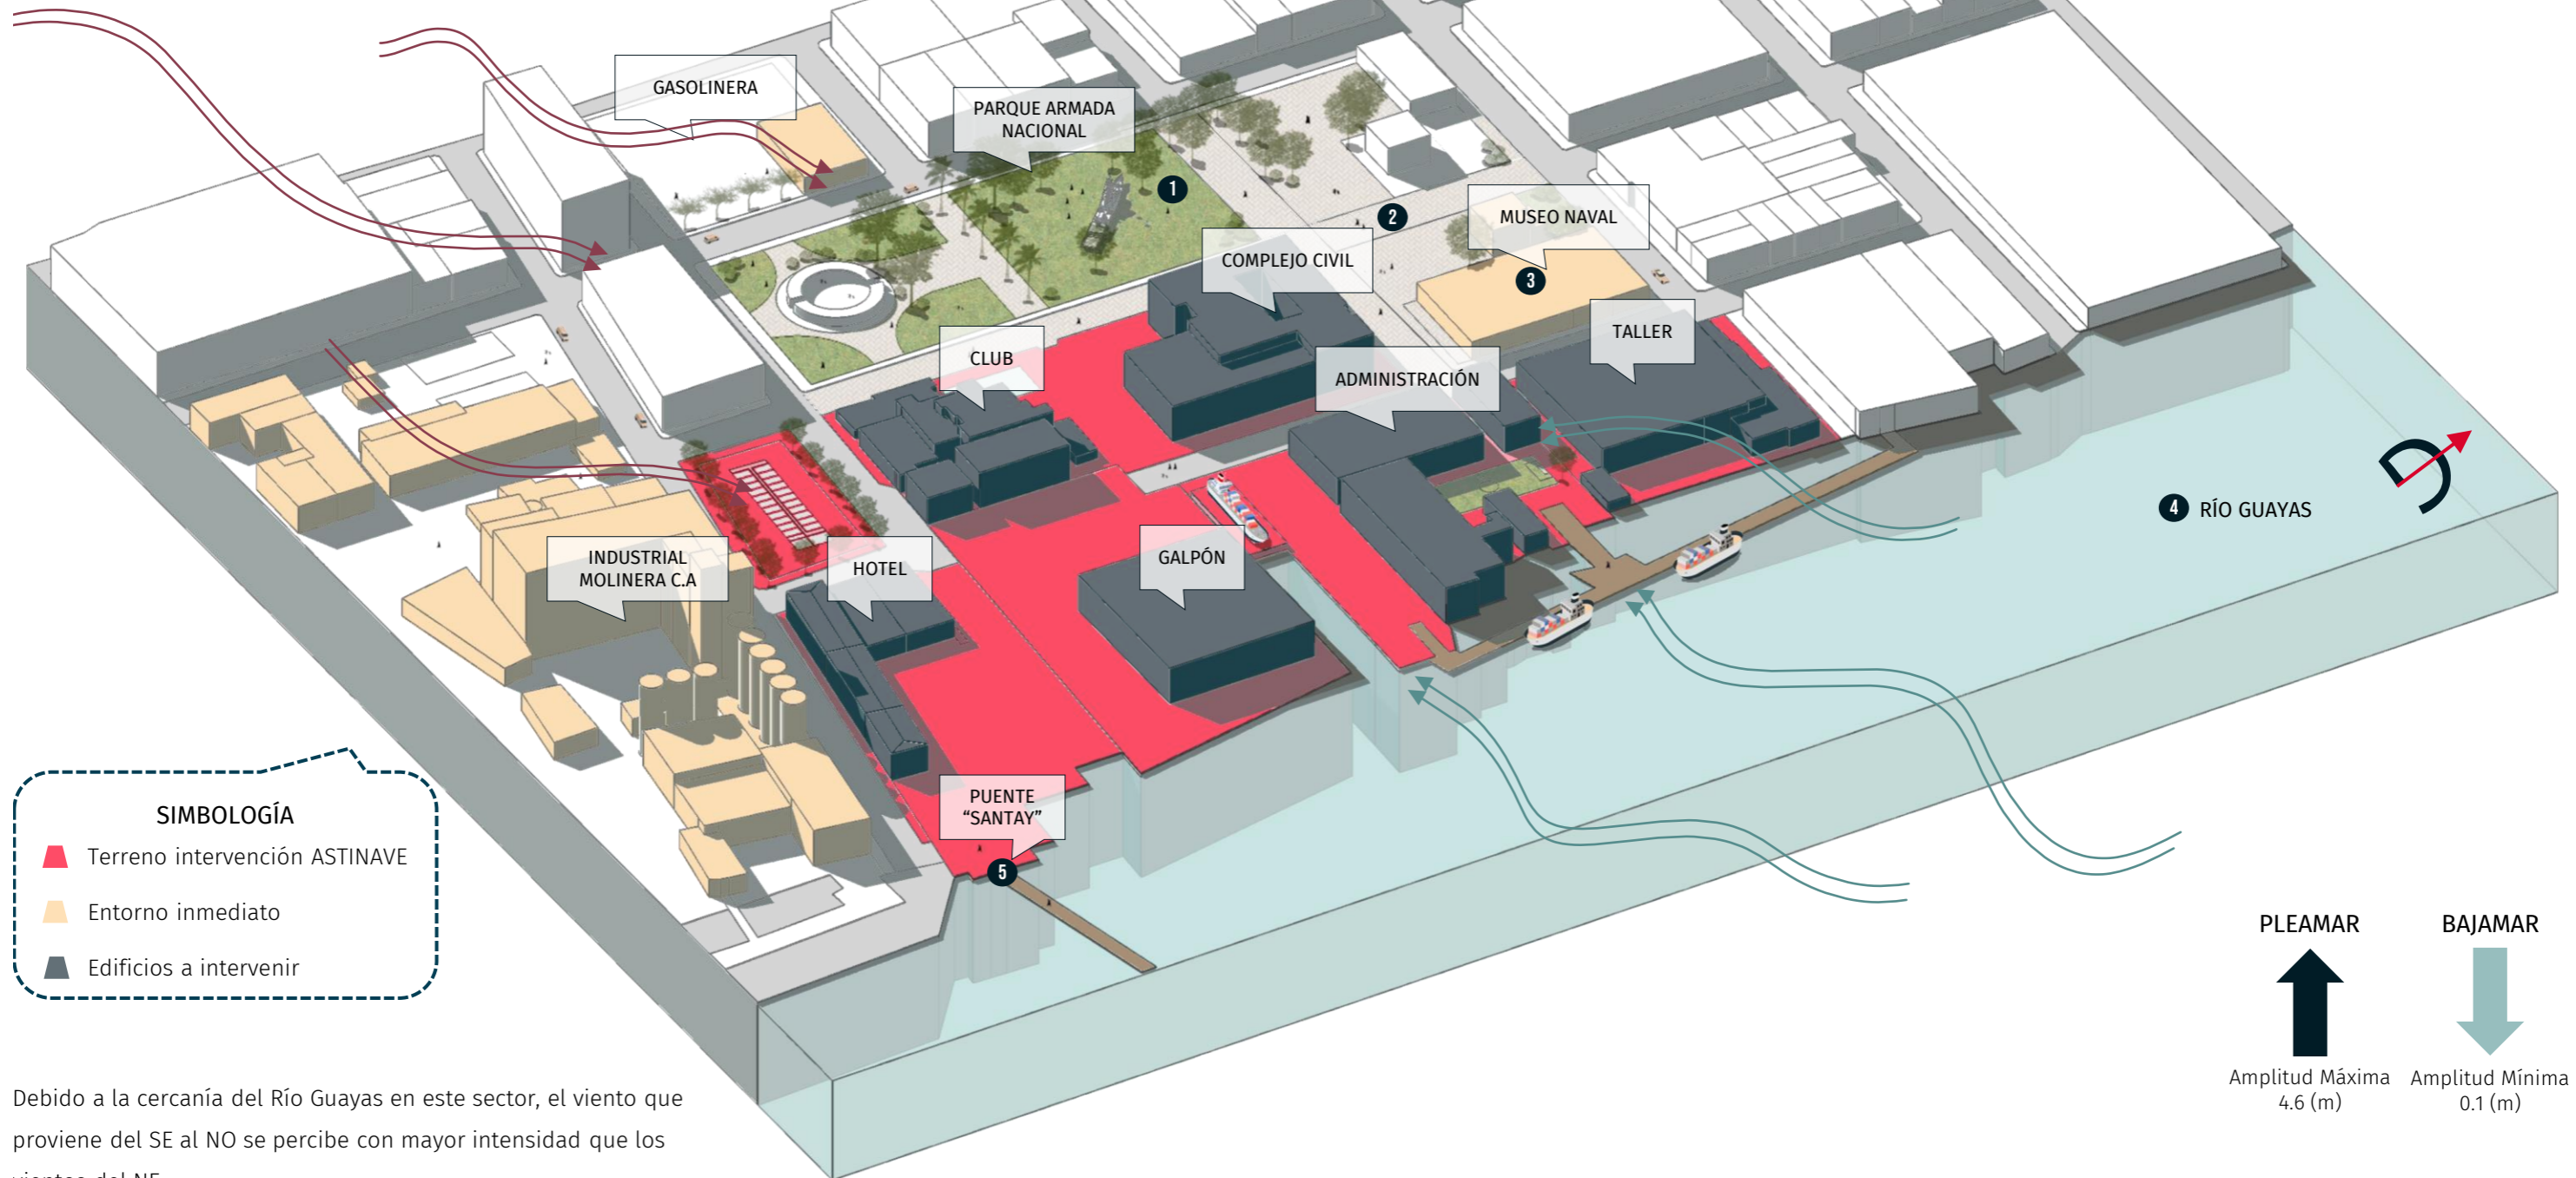 GASOLINERA
PARQUE ARMADA
NACIONAL
1
2
MUSEO NAVAL
3
COMPLEJO CIVIL
TALLER
CLUB
ADMINISTRACIÓN
4 RÍO GUAYAS
INDUSTRIAL
MOLINERA C.A
HOTEL
GALPÓN
PUENTE
“SANTAY”
5
SIMBOLOGÍA
Terreno intervención ASTINAVE
Entorno inmediato
Edificios a intervenir
PLEAMAR
Amplitud Máxima
4.6 (m)
BAJAMAR
Amplitud Mínima
0.1 (m)
Debido a la cercanía del Río Guayas en este sector, el viento que
proviene del SE al NO se percibe con mayor intensidad que los
vientos del NE